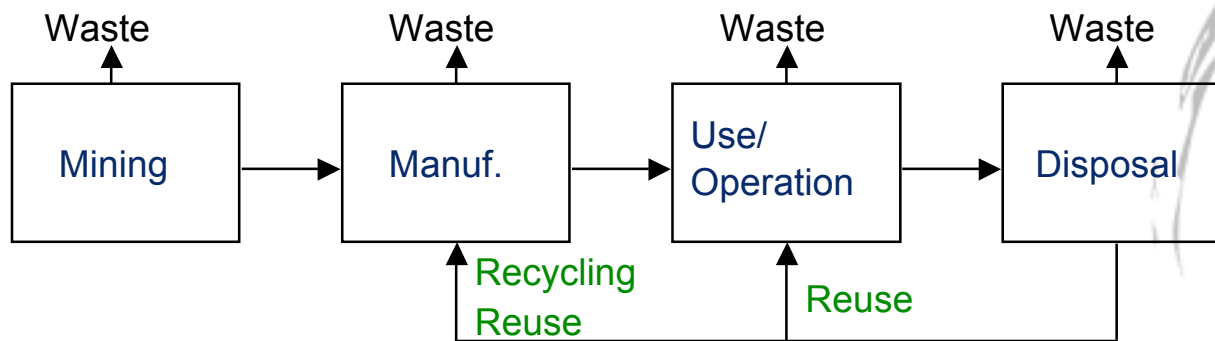 Waste
Waste
Waste
Waste
Mining
Manuf.
Use/
Operation
Disposal
Recycling
Reuse
Reuse